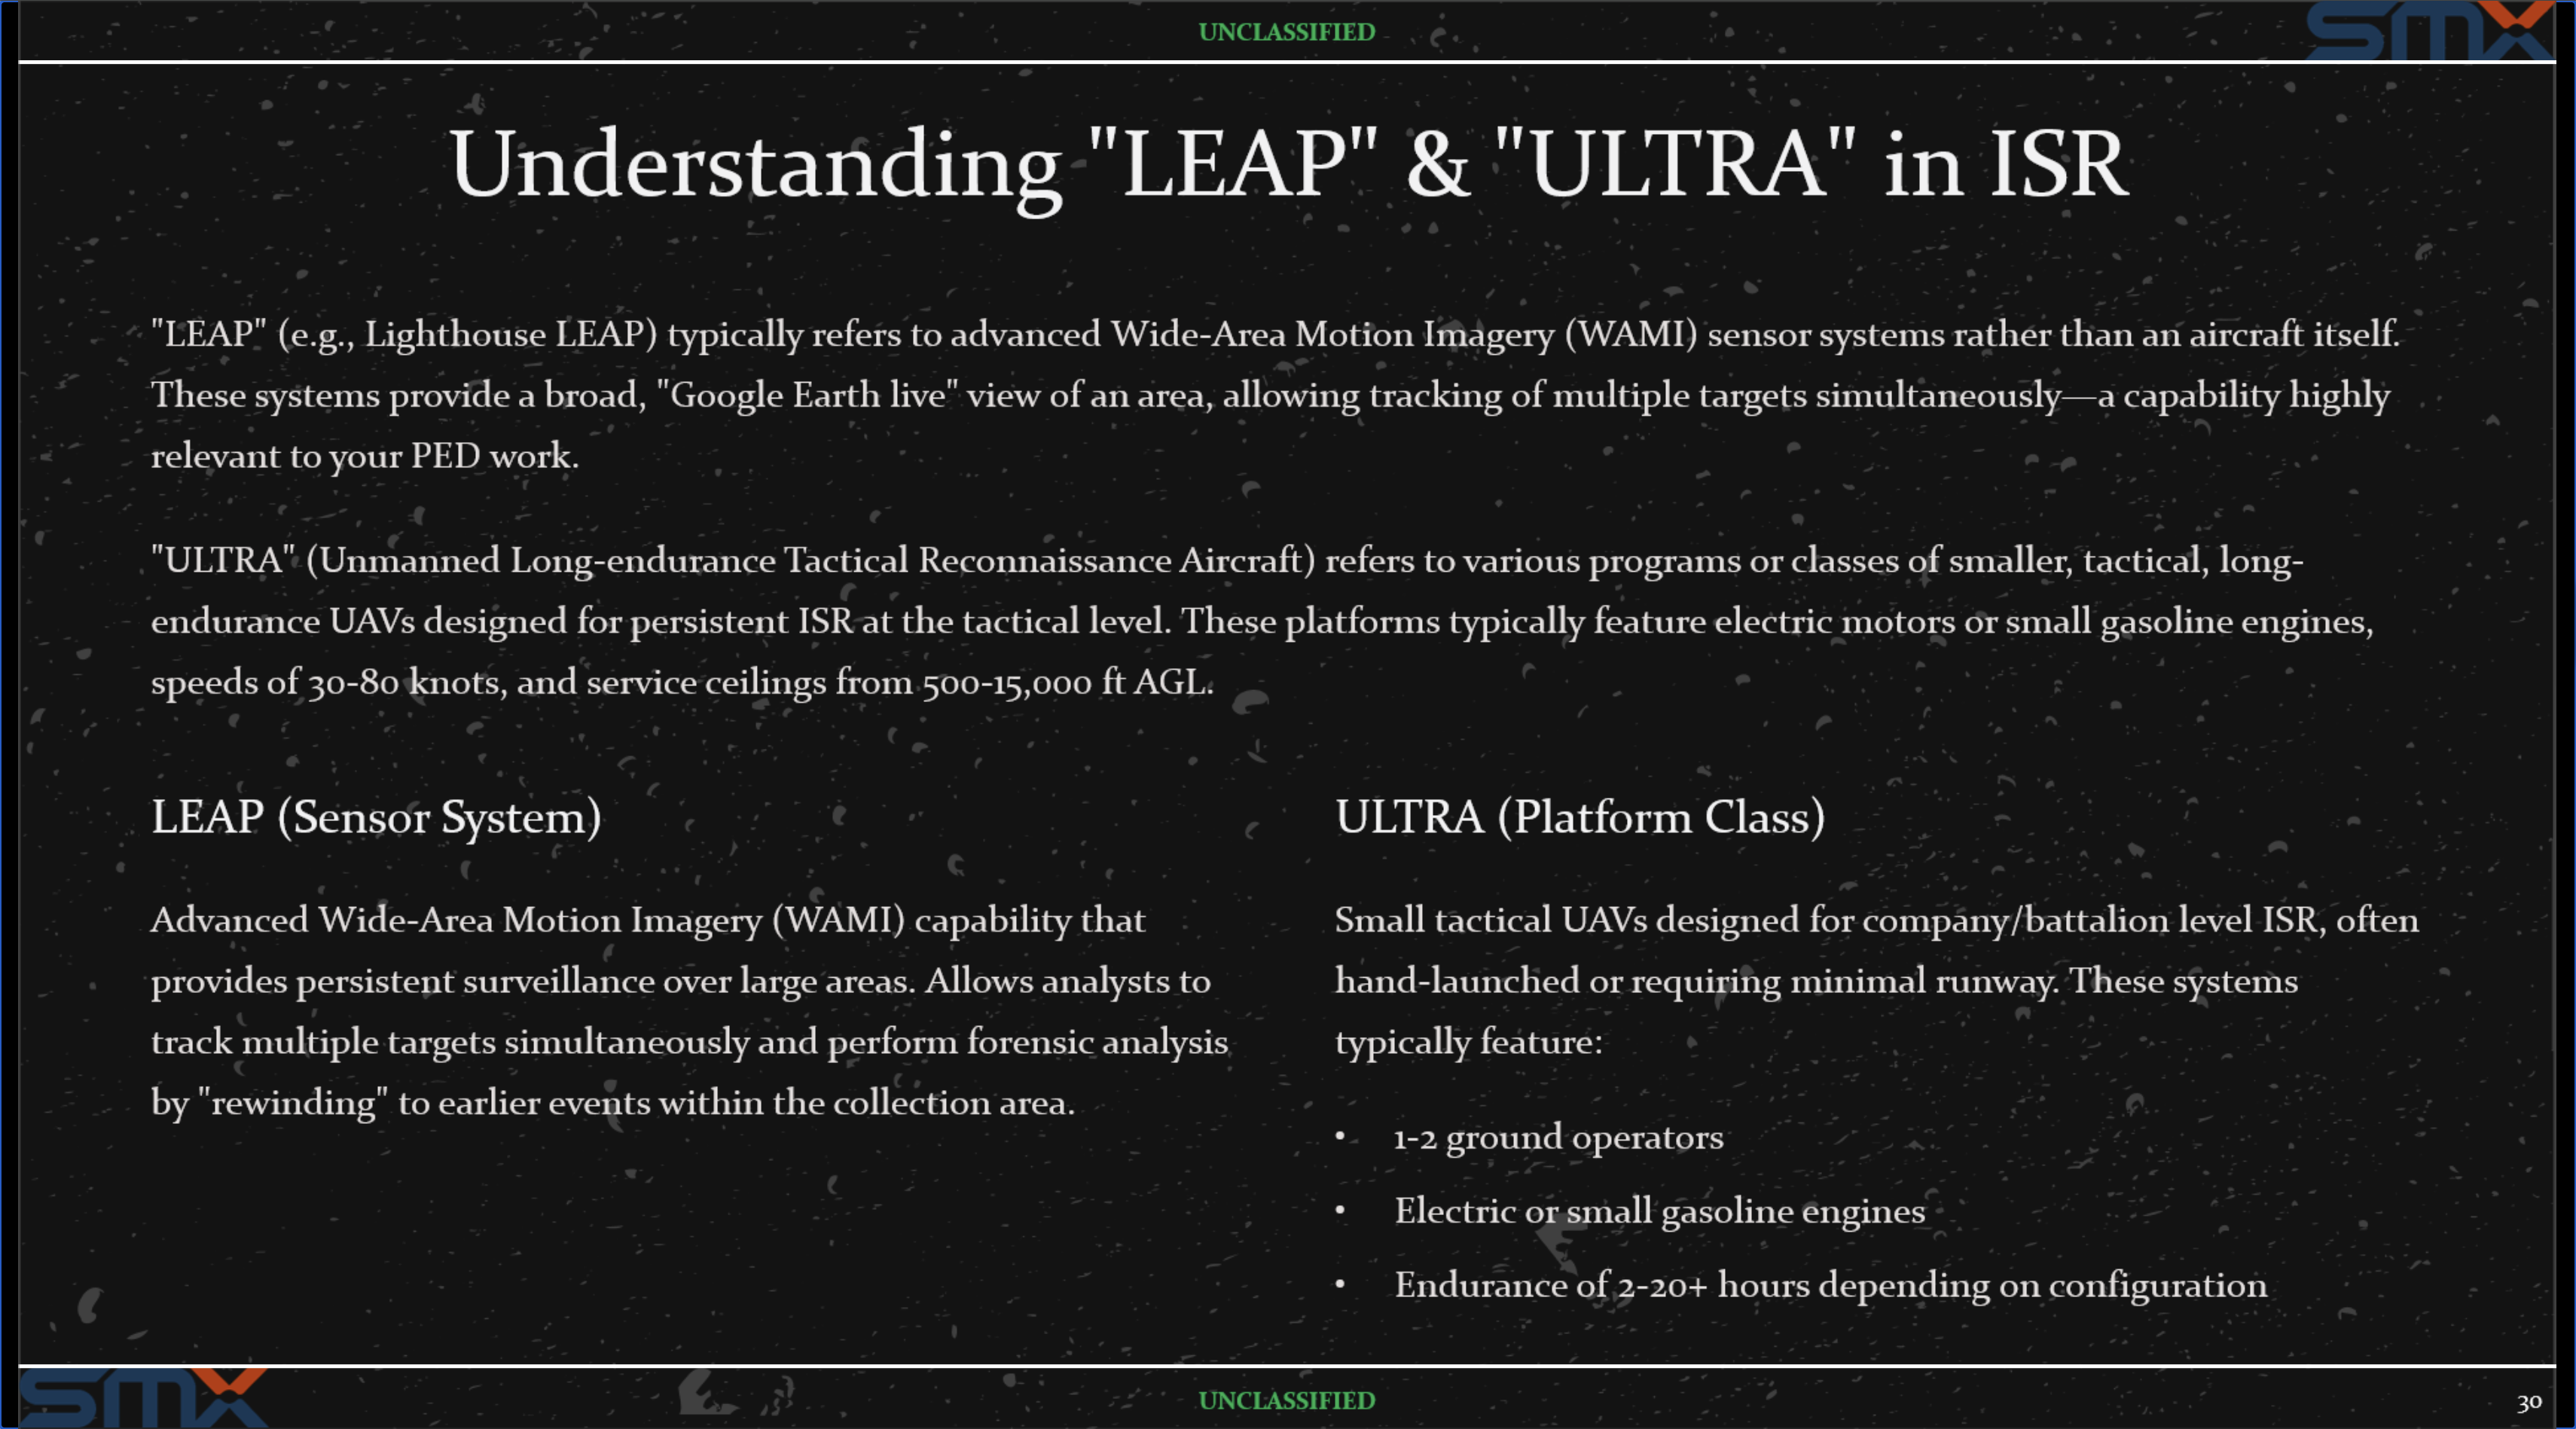 UNCLASSIFIED
SMX
Understanding "LEAP" & "ULTRA" in ISR
"LEAP" (e.g., Lighthouse LEAP) typically refers to advanced Wide-Area Motion Imagery (WAMI) sensor systems rather than an aircraft itself.
These systems provide a broad, "Google Earth live" view of an area, allowing tracking of multiple targets simultaneously—a capability highly
relevant to your PED work.
"ULTRA" (Unmanned Long-endurance Tactical Reconnaissance Aircraft) refers to various programs or classes of smaller, tactical, long-
endurance UAVs designed for persistent ISR at the tactical level. These platforms typically feature electric motors or small gasoline engines,
speeds of 30-80 knots, and service ceilings from 500-15,000 ft AGL.
LEAP (Sensor System)
Advanced Wide-Area Motion Imagery (WAMI) capability that
provides persistent surveillance over large areas. Allows analysts to
track multiple targets simultaneously and perform forensic analysis
by "rewinding" to earlier events within the collection area.
ULTRA (Platform Class)
Small tactical UAVs designed for company/battalion level ISR, often
hand-launched or requiring minimal runway. These systems
typically feature:
• 1-2 ground operators
• Electric or small gasoline engines
• Endurance of 2-20+ hours depending on configuration
SMX
UNCLASSIFIED
30